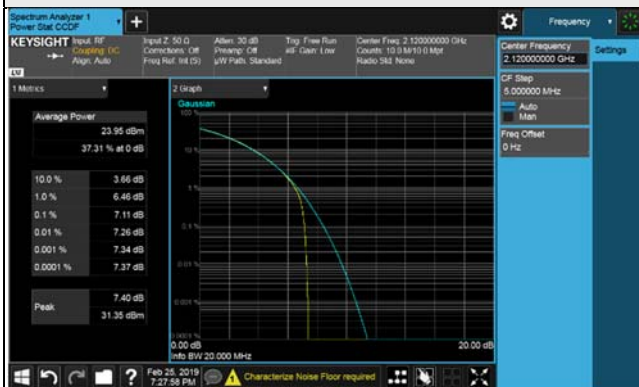 Spectrum Analyzer 1
Power Stat CCDF
Frequency
KEYSIGHT
Input: RF
Coupling: DC
Align: Auto
Input Z: 50 Ω
Corrections: Off
Freq Ref: Int (S)
Atten: 30 dB
Preamp: Off
µW Path: Standard
Trig: Free Run
#IF Gain: Low
Center Freq: 2.120000000 GHz
Counts: 10.0 M/10.0 Mpt
Radio Std: None
Center Frequency
2.120000000 GHz
Settings
CF Step
5.000000 MHz
Auto
Man
Freq Offset
0 Hz
1 Metrics
2 Graph
Average Power
23.95 dBm
37.31 % at 0 dB
10.0 % 3.66 dB
1.0 % 6.46 dB
0.1 % 7.11 dB
0.01 % 7.26 dB
0.001 % 7.34 dB
0.0001 % 7.37 dB
Peak
7.40 dB
31.35 dBm
Gaussian
100 %
10 %
1 %
0.1 %
0.01 %
0.001 %
0.0001 %
0.00 dB
20.00 dB
Info BW 20.000 MHz
Feb 25, 2019
7:27:58 PM
Characterize Noise Floor required